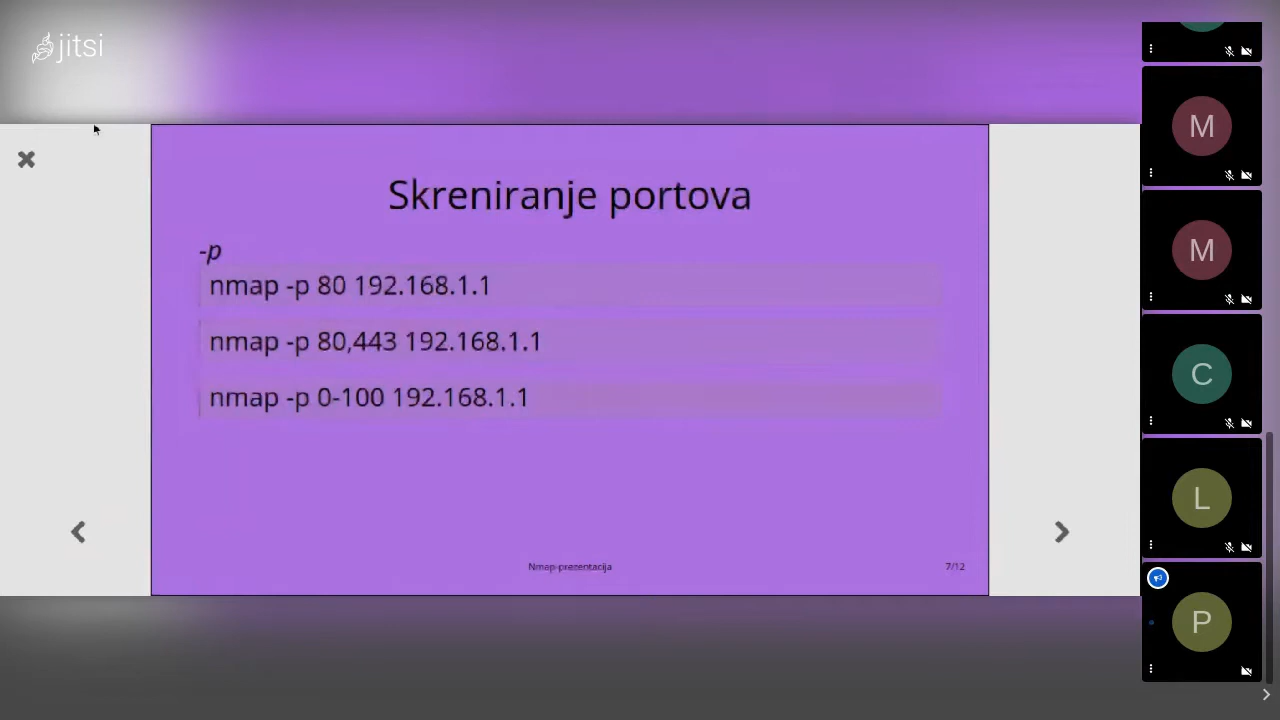 jitsi
Skreniranje portova
-p
nmap -p 80 192.168.1.1
nmap -p 80,443 192.168.1.1
nmap -p 0-100 192.168.1.1
Nmap prezentacija
7/12
M
M
C
L
P